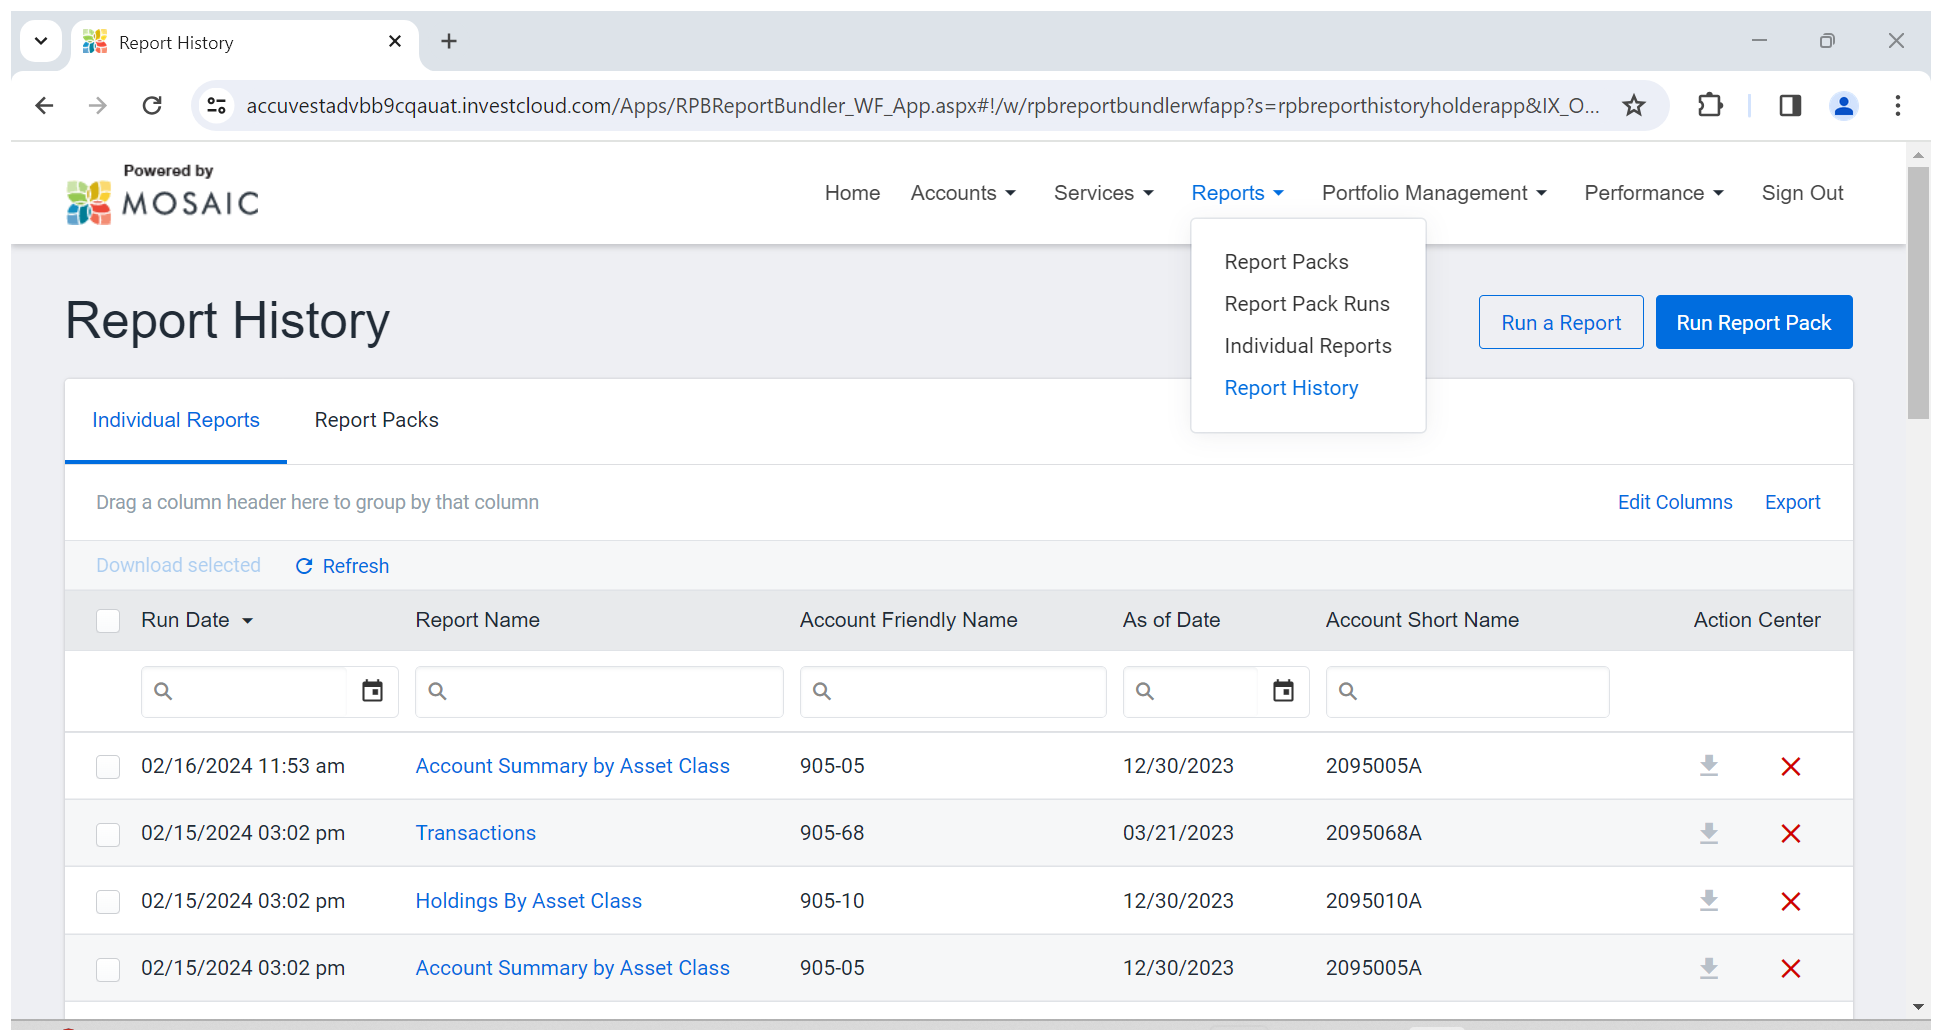 Report History
accuvestadvbb9cqauat.investcloud.com/Apps/RPBReportBundler_WF_App.aspx#!/w/rpbreportbundlerwfapp?s=rpbreporthistoryholderapp&IX_O...
Powered by
MOSAIC
Home Accounts Services Reports Portfolio Management Performance Sign Out
Report Packs
Report Pack Runs
Individual Reports
Report History
Report History
Run a Report Run Report Pack
Individual Reports Report Packs
Drag a column header here to group by that column Edit Columns Export
Download selected Refresh
Run Date Report Name Account Friendly Name As of Date Account Short Name Action Center
02/16/2024 11:53 am Account Summary by Asset Class 905-05 12/30/2023 2095005A
02/15/2024 03:02 pm Transactions 905-68 03/21/2023 2095068A
02/15/2024 03:02 pm Holdings By Asset Class 905-10 12/30/2023 2095010A
02/15/2024 03:02 pm Account Summary by Asset Class 905-05 12/30/2023 2095005A